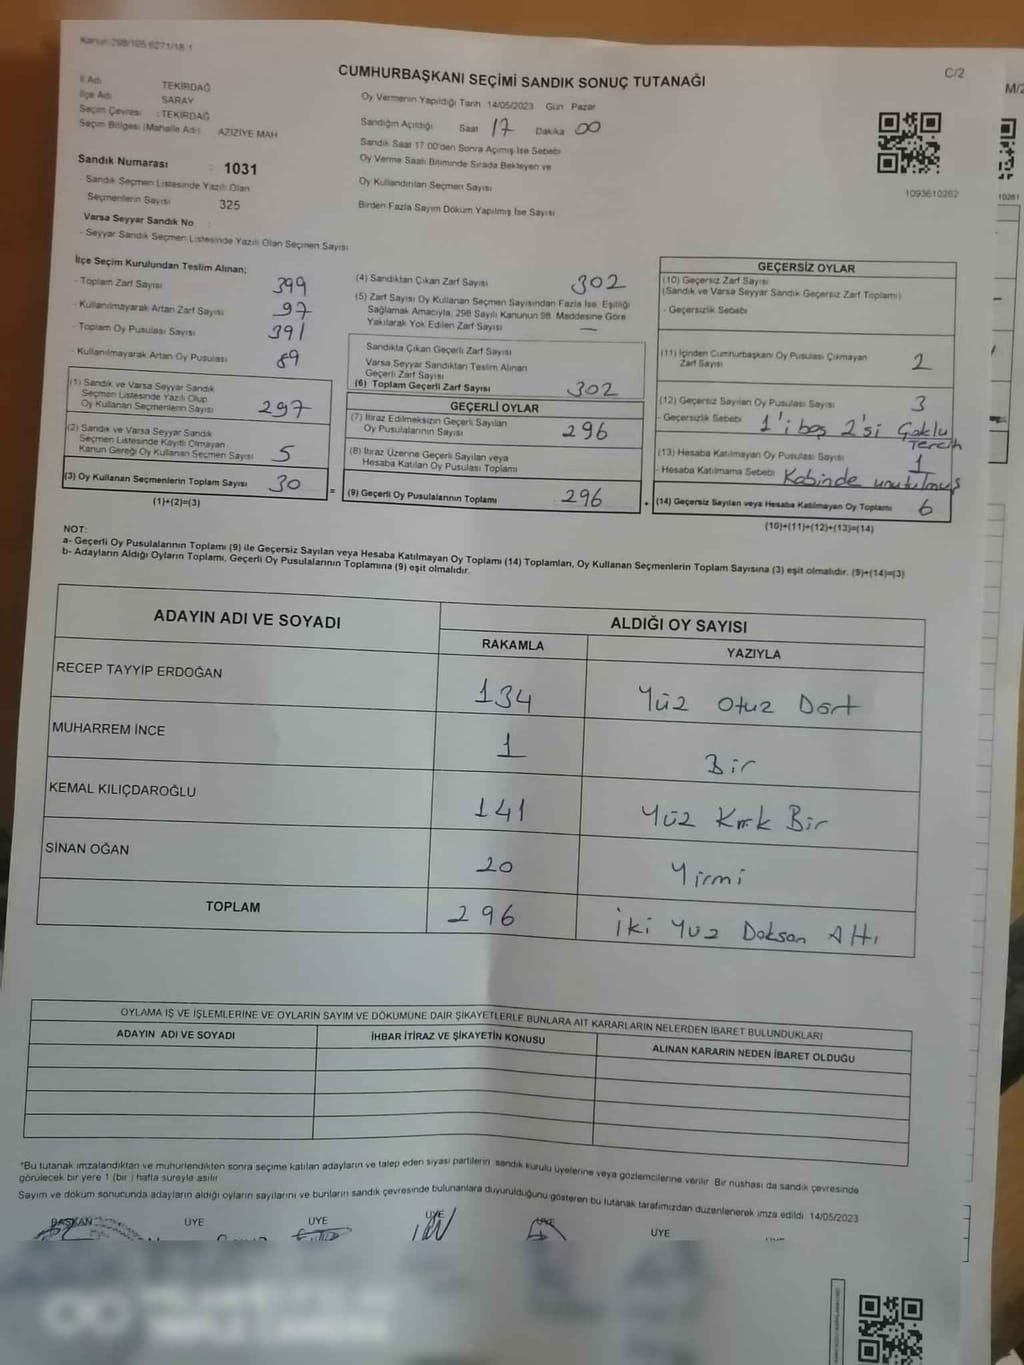 Kanun:298/105 6271/18-1
C/2
M/2
CUMHURBAŞKANI SEÇİMİ SANDIK SONUÇ TUTANAĞI
İl Adı TEKİRDAĞ
İlçe Adı SARAY
Seçim Çevresi : TEKİRDAĞ
Seçim Bölgesi (Mahalle Adı) AZIZIYE MAH
Oy Vermenin Yapıldığı Tarih 14/05/2023 Gün Pazar
Sandığın Açıldığı Saat 17 Dakika 00
Sandık Saat 17.00'den Sonra Açılmış İse Sebebi
Oy Verme Saati Bitiminde Sırada Bekleyen ve
Oy Kullandırılan Seçmen Sayısı
Birden Fazla Sayım Döküm Yapılmış İse Sayısı
1093610262
10261
Sandık Numarası : 1031
- Sandık Seçmen Listesinde Yazılı Olan
Seçmenlerin Sayısı 325
Varsa Seyyar Sandık No
- Seyyar Sandık Seçmen Listesinde Yazılı Olan Seçmen Sayısı
İlçe Seçim Kurulundan Teslim Alınan;
- Toplam Zarf Sayısı 399
- Kullanılmayarak Artan Zarf Sayısı 97
- Toplam Oy Pusulası Sayısı 391
- Kullanılmayarak Artan Oy Pusulası 89
(1) Sandık ve Varsa Seyyar Sandık
Seçmen Listesinde Yazılı Olup
Oy Kullanan Seçmenlerin Sayısı 297
(2) Sandık ve Varsa Seyyar Sandık
Seçmen Listesinde Kayıtlı Olmayan
Kanun Gereği Oy Kullanan Seçmen Sayısı 5
(3) Oy Kullanan Seçmenlerin Toplam Sayısı 30 =
(1)+(2)=(3)
(4) Sandıktan Çıkan Zarf Sayısı 302
(5) Zarf Sayısı Oy Kullanan Seçmen Sayısından Fazla İse, Eşitliği
Sağlamak Amacıyla, 298 Sayılı Kanunun 98. Maddesine Göre
Yakılarak Yok Edilen Zarf Sayısı —
Sandıkta Çıkan Geçerli Zarf Sayısı
Varsa Seyyar Sandıktan Teslim Alınan
Geçerli Zarf Sayısı
(6) Toplam Geçerli Zarf Sayısı 302
GEÇERLİ OYLAR
(7) İtiraz Edilmeksizin Geçerli Sayılan
Oy Pusulalarının Sayısı 296
(8) İtiraz Üzerine Geçerli Sayılan veya
Hesaba Katılan Oy Pusulası Toplamı
(9) Geçerli Oy Pusulalarının Toplamı 296 +
GEÇERSİZ OYLAR
(10) Geçersiz Zarf Sayısı
(Sandık ve Varsa Seyyar Sandık Geçersiz Zarf Toplamı)
- Geçersizlik Sebebi
(11) İçinden Cumhurbaşkanı Oy Pusulası Çıkmayan
Zarf Sayısı 2
(12) Geçersiz Sayılan Oy Pusulası Sayısı 3
- Geçersizlik Sebebi 1'i boş 2'si Çoklu
Tercih
(13) Hesaba Katılmayan Oy Pusulası Sayısı 1
- Hesaba Katılmama Sebebi Kabinde unutulmuş
(14) Geçersiz Sayılan veya Hesaba Katılmayan Oy Toplamı 6
(10)+(11)+(12)+(13)=(14)
NOT:
a- Geçerli Oy Pusulalarının Toplamı (9) ile Geçersiz Sayılan veya Hesaba Katılmayan Oy Toplamı (14) Toplamları, Oy Kullanan Seçmenlerin Toplam Sayısına (3) eşit olmalıdır. (9)+(14)=(3)
b- Adayların Aldığı Oyların Toplamı, Geçerli Oy Pusulalarının Toplamına (9) eşit olmalıdır.
ADAYIN ADI VE SOYADI
ALDIĞI OY SAYISI
RAKAMLA YAZIYLA
RECEP TAYYİP ERDOĞAN 134 Yüz Otuz Dört
MUHARREM İNCE 1 Bir
KEMAL KILIÇDAROĞLU 141 Yüz Kırk Bir
SİNAN OĞAN 20 Yirmi
TOPLAM 296 İki Yüz Doksan Altı
OYLAMA İŞ VE İŞLEMLERİNE VE OYLARIN SAYIM VE DÖKÜMÜNE DAİR ŞİKAYETLERLE BUNLARA AİT KARARLARIN NELERDEN İBARET BULUNDUKLARI
ADAYIN ADI VE SOYADI İHBAR İTİRAZ VE ŞİKAYETİN KONUSU ALINAN KARARIN NEDEN İBARET OLDUĞU
*Bu tutanak imzalandıktan ve mühürlendikten sonra seçime katılan adayların ve talep eden siyasi partilerin sandık kurulu üyelerine veya gözlemcilerine verilir. Bir nushası da sandık çevresinde
görülecek bir yere 1 (bir) hafta süreyle asılır
Sayım ve döküm sonucunda adayların aldığı oyların sayılarını ve bunların sandık çevresinde bulunanlara duyurulduğunu gösteren bu tutanak tarafımızdan düzenlenerek imza edildi. 14/05/2023
BAŞKAN ÜYE ÜYE ÜYE ÜYE ÜYE